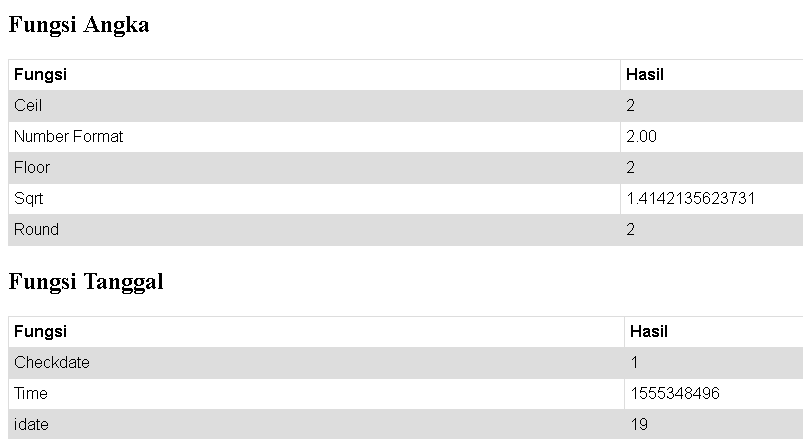 Fungsi Angka
Fungsi Hasil
Ceil 2
Number Format 2.00
Floor 2
Sqrt 1.4142135623731
Round 2
Fungsi Tanggal
Fungsi Hasil
Checkdate 1
Time 1555348496
idate 19